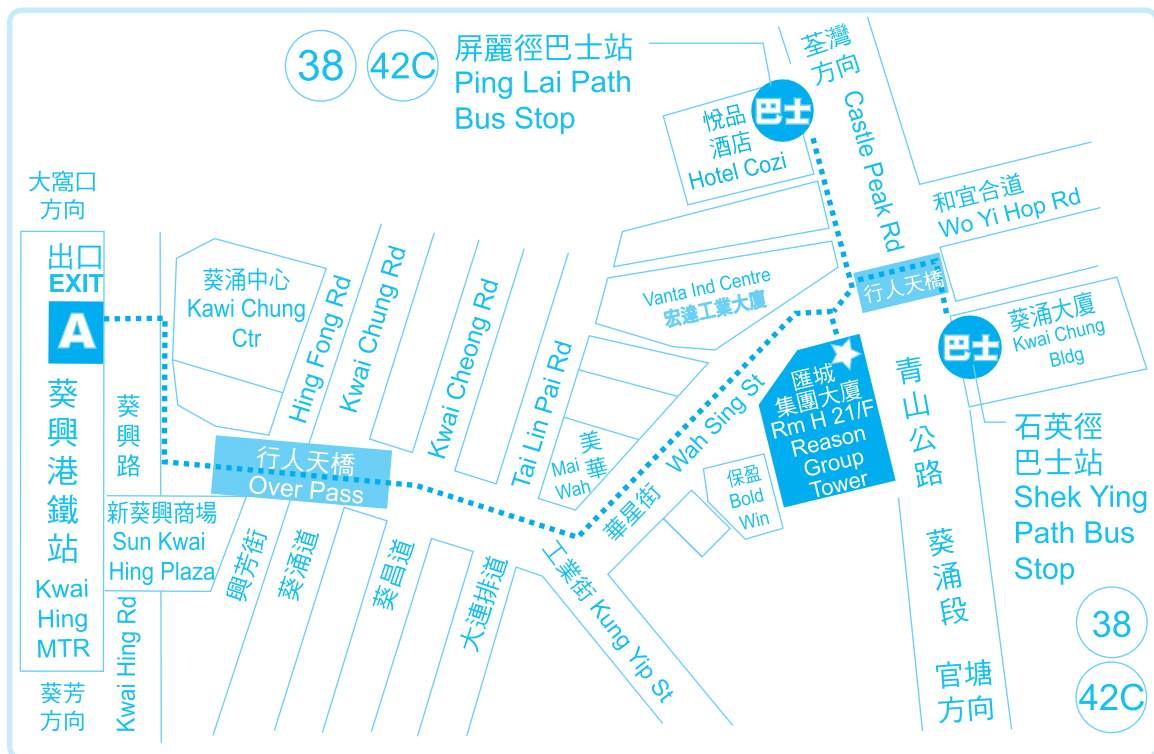 38
42C
屏麗徑巴士站
Ping Lai Path
Bus Stop
荃灣
方向
Castle Peak Rd
巴士
悅品
酒店
Hotel Cozi
和宜合道
Wo Yi Hop Rd
大窩口
方向
出口
EXIT
A
葵興港鐵站
Kwai
Hing
MTR
葵芳
方向
葵興路
Kwai Hing Rd
葵涌中心
Kawi Chung
Ctr
新葵興商場
Sun Kwai
Hing Plaza
Hing Fong Rd
Kwai Chung Rd
Kwai Cheong Rd
Tai Lin Pai Rd
行人天橋
Over Pass
興芳街
葵涌道
葵昌道
大連排道
工業街 Kung Yip St
Vanta Ind Centre
宏達工業大廈
美華
Mai
Wah
Wah Sing St
華星街
保盈
Bold
Win
匯城
集團大廈
Rm H 21/F
Reason
Group
Tower
行人天橋
巴士
葵涌大廈
Kwai Chung
Bldg
青山公路
葵涌段
官塘
方向
石英徑
巴士站
Shek Ying
Path Bus
Stop
38
42C